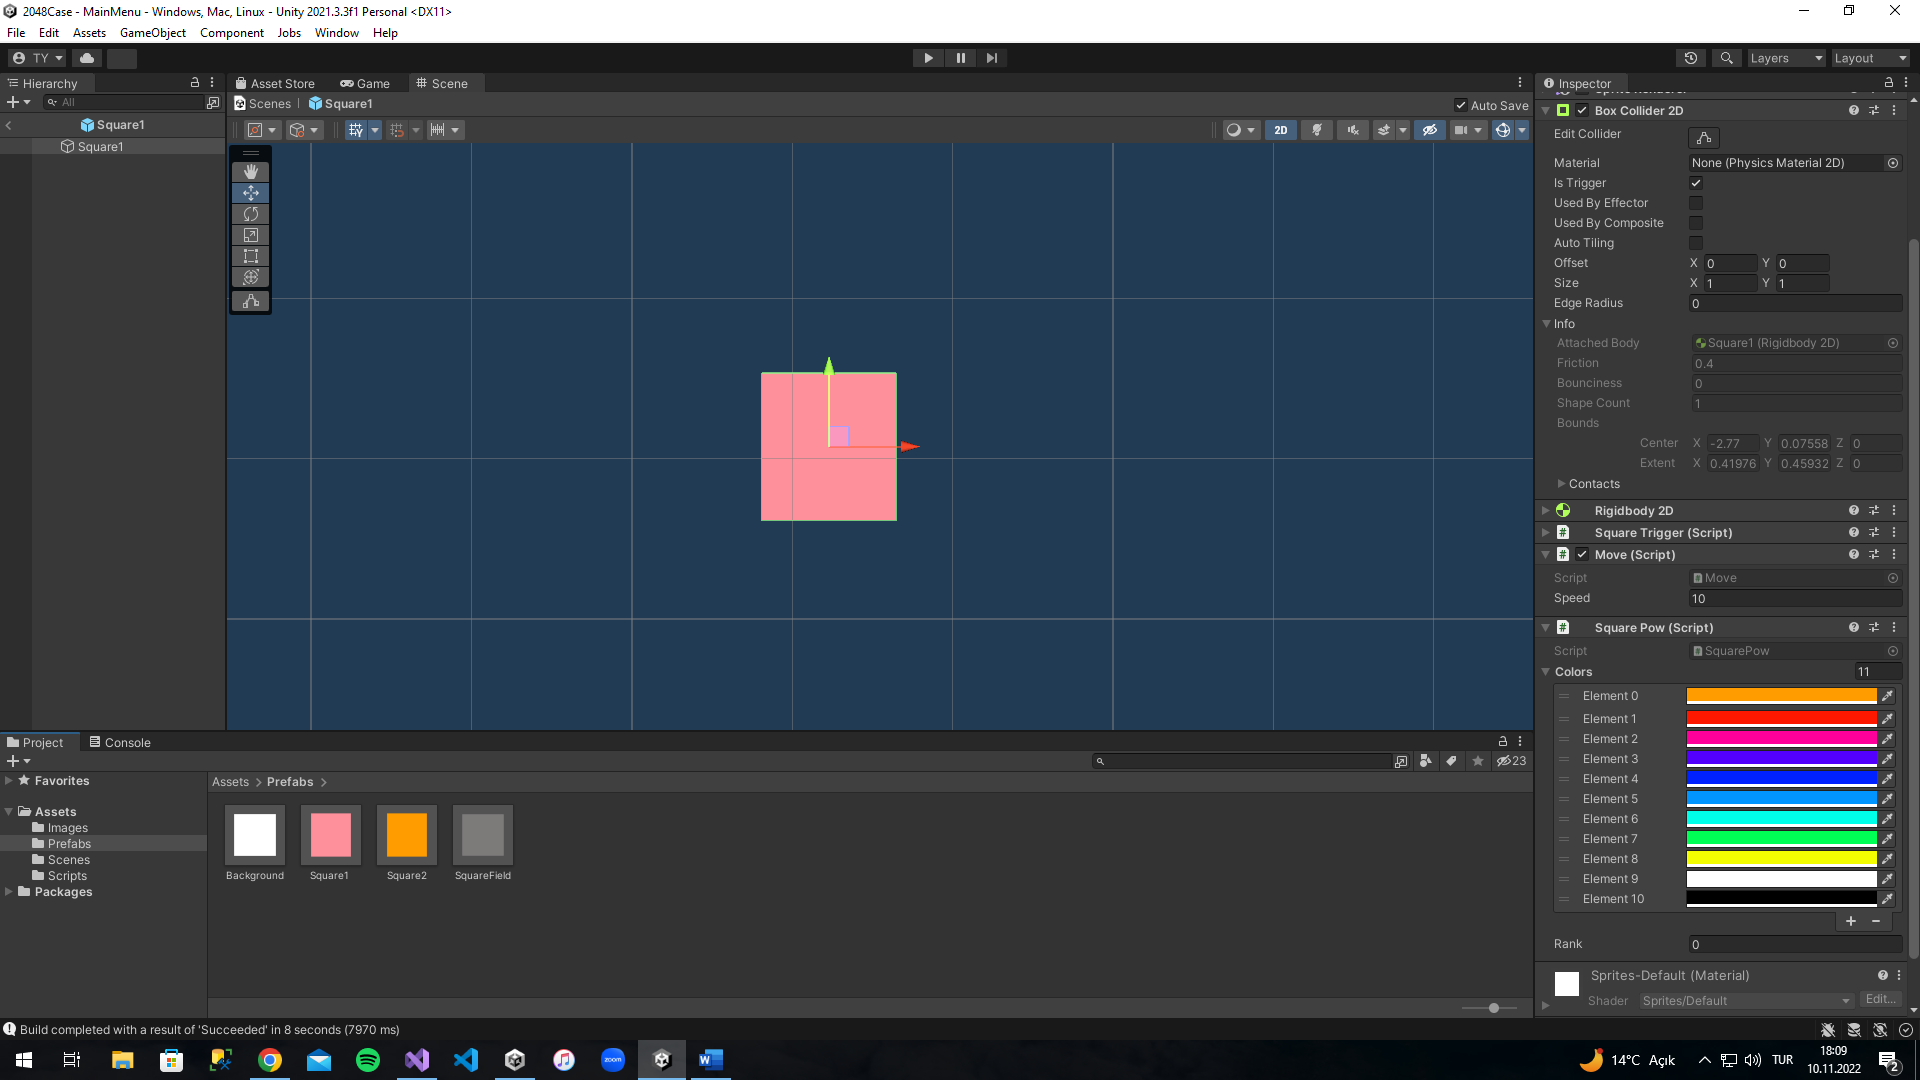 2048Case - MainMenu - Windows, Mac, Linux - Unity 2021.3.3f1 Personal <DX11>
File Edit Assets GameObject Component Jobs Window Help
TY
Layers Layout
Hierarchy
All
Square1
Square1
Asset Store Game Scene
Scenes Square1 Auto Save
2D
Inspector
Box Collider 2D
Edit Collider
Material None (Physics Material 2D)
Is Trigger
Used By Effector
Used By Composite
Auto Tiling
Offset X 0 Y 0
Size X 1 Y 1
Edge Radius 0
Info
Attached Body Square1 (Rigidbody 2D)
Friction 0.4
Bounciness 0
Shape Count 1
Bounds
Center X -2.77 Y 0.07558 Z 0
Extent X 0.41976 Y 0.45932 Z 0
Contacts
Rigidbody 2D
Square Trigger (Script)
Move (Script)
Script Move
Speed 10
Square Pow (Script)
Script SquarePow
Colors 11
Element 0
Element 1
Element 2
Element 3
Element 4
Element 5
Element 6
Element 7
Element 8
Element 9
Element 10
Rank 0
Sprites-Default (Material)
Shader Sprites/Default Edit...
Project Console
23
Favorites
Assets
Images
Prefabs
Scenes
Scripts
Packages
Assets > Prefabs >
Background Square1 Square2 SquareField
Build completed with a result of 'Succeeded' in 8 seconds (7970 ms)
zoom
14°C Açık
TUR
18:09
10.11.2022
2